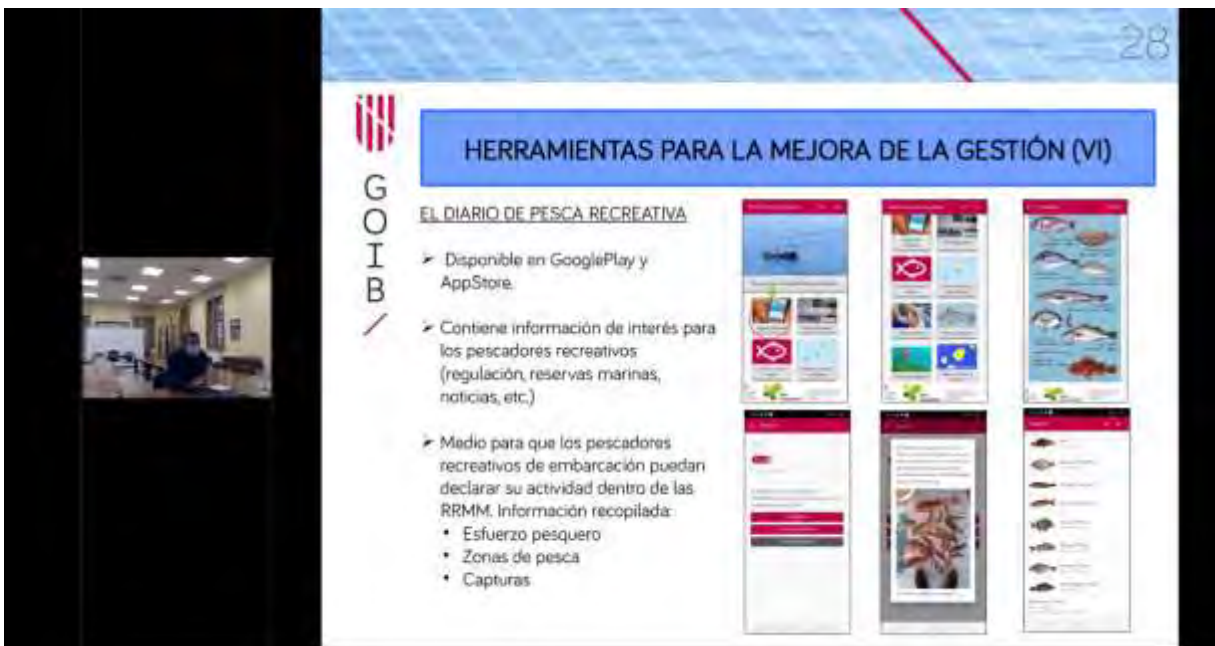 28
HERRAMIENTAS PARA LA MEJORA DE LA GESTIÓN (VI)
G
O
I
B
/
EL DIARIO DE PESCA RECREATIVA
➢ Disponible en GooglePlay y
AppStore.
➢ Contiene información de interés para
los pescadores recreativos
(regulación, reservas marinas,
noticias, etc.)
➢ Medio para que los pescadores
recreativos de embarcación puedan
declarar su actividad dentro de las
RRMM. Información recopilada:
• Esfuerzo pesquero
• Zonas de pesca
• Capturas